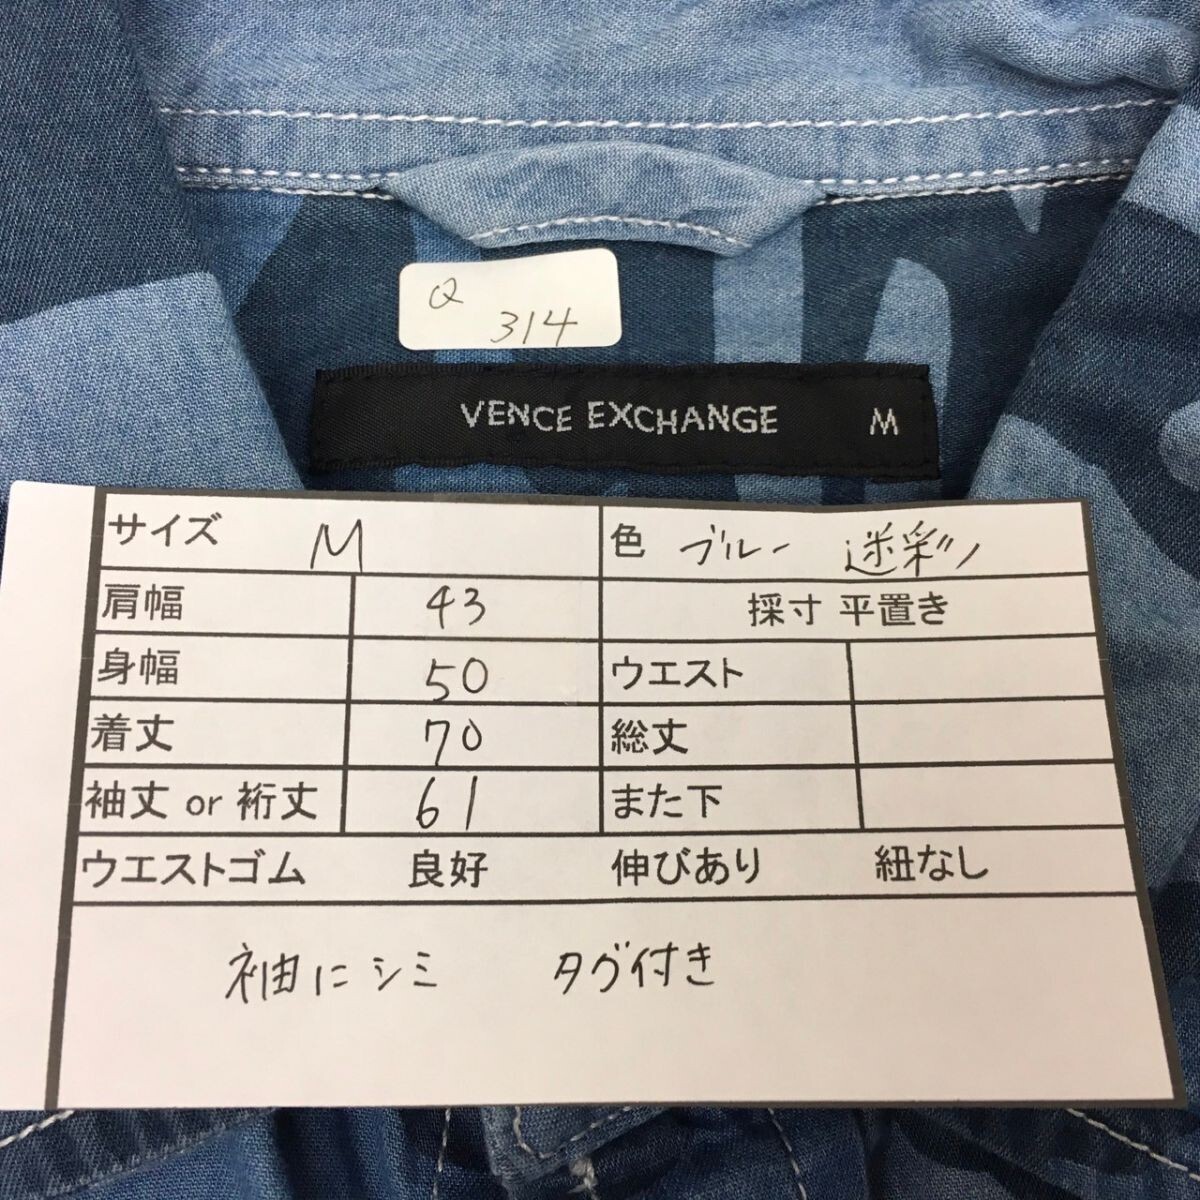 Q
314
VENCE EXCHANGE M
サイズ M 色 ブルー 迷彩
肩幅 43 採寸 平置き
身幅 50 ウエスト
着丈 70 総丈
袖丈 or 裄丈 61 また下
ウエストゴム 良好 伸びあり 紐なし
袖にシミ タグ付き